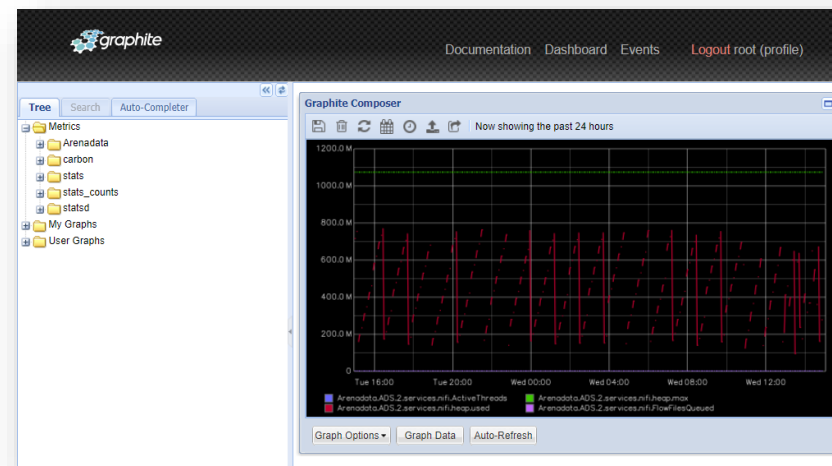 graphite
Documentation Dashboard Events Logout root (profile)
Tree Search Auto-Completer
Metrics
Arenadata
carbon
stats
stats_counts
statsd
My Graphs
User Graphs
Graphite Composer
Now showing the past 24 hours
1200.0 M
1000.0 M
800.0 M
600.0 M
400.0 M
200.0 M
0
Tue 16:00 Tue 20:00 Wed 00:00 Wed 04:00 Wed 08:00 Wed 12:00
Arenadata.ADS.2.services.nifi.ActiveThreads Arenadata.ADS.2.services.nifi.heap.max
Arenadata.ADS.2.services.nifi.heap.used Arenadata.ADS.2.services.nifi.FlowFilesQueued
Graph Options Graph Data Auto-Refresh